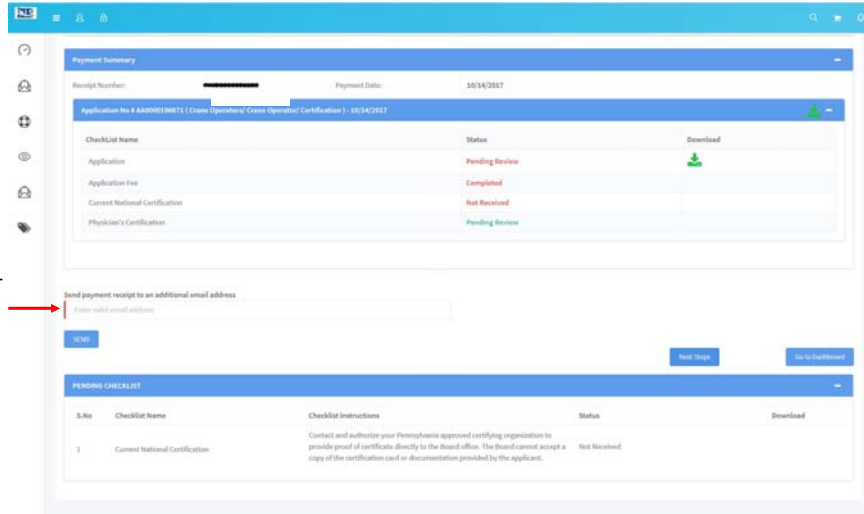 Payment Summary
Receipt Number: Payment Date: 10/14/2017
Application No # AA0000196871 ( Crane Operators/ Crane Operator/ Certification ) - 10/14/2017
CheckList Name Status Download
Application Pending Review
Application Fee Completed
Current National Certification Not Received
Physician's Certification Pending Review
Send payment receipt to an additional email address
Enter valid email address
SEND
Next Steps Go to Dashboard
PENDING CHECKLIST
S.No Checklist Name Checklist Instructions Status Download
Contact and authorize your Pennsylvania approved certifying organization to
1 Current National Certification provide proof of certificate directly to the Board office. The Board cannot accept a Not Received
copy of the certification card or documentation provided by the applicant.